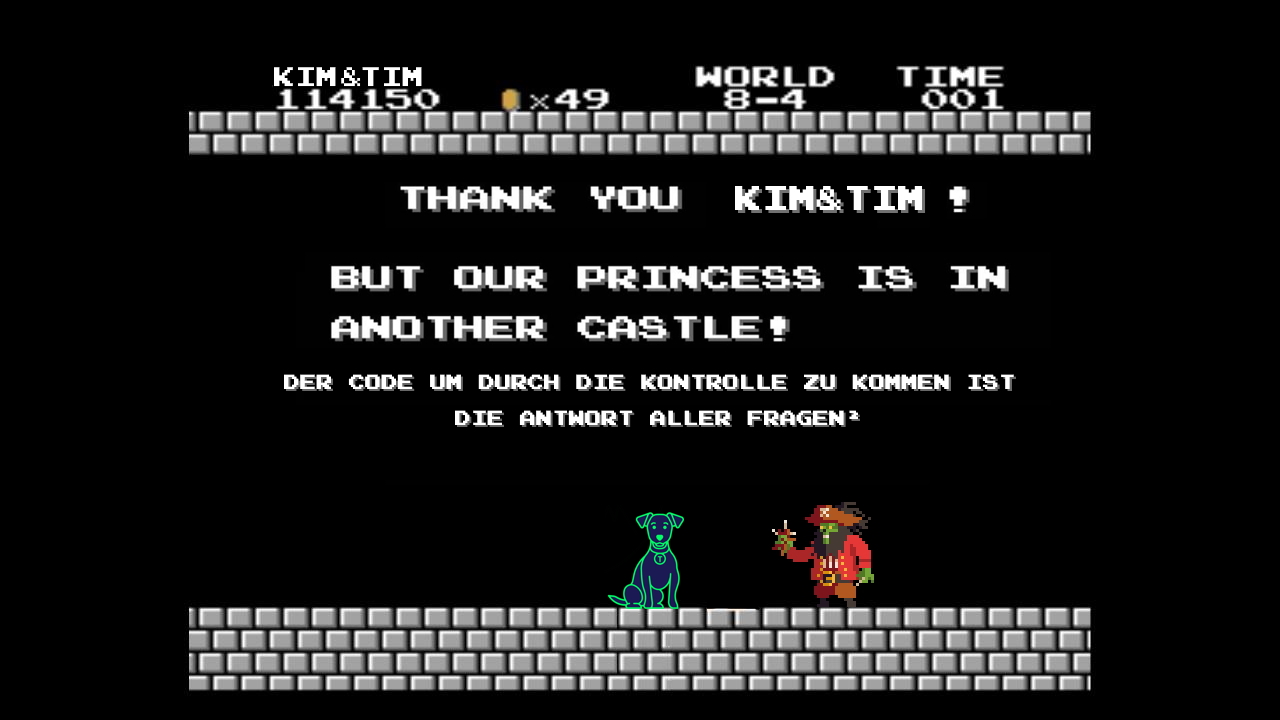 KIM&TIM WORLD TIME
114150 ×49 8-4 001
THANK YOU KIM&TIM !
BUT OUR PRINCESS IS IN
ANOTHER CASTLE!
DER CODE UM DURCH DIE KONTROLLE ZU KOMMEN IST
DIE ANTWORT ALLER FRAGEN²